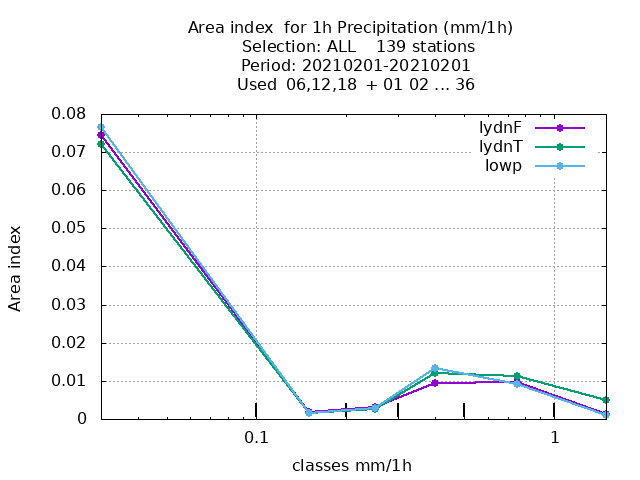 Area index  for 1h Precipitation (mm/1h)
Selection: ALL    139 stations
Period: 20210201-20210201
Used  06,12,18  + 01 02 ... 36
lydnF
lydnT
lowp
0.08
0.07
0.06
0.05
0.04
0.03
0.02
0.01
0
Area index
0.1
1
classes mm/1h